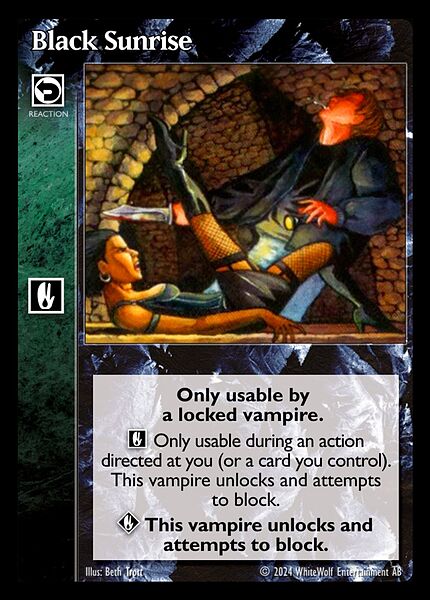 Black Sunrise
REACTION
Only usable by
a locked vampire.
Only usable during an action
directed at you (or a card you control).
This vampire unlocks and attempts
to block.
This vampire unlocks and
attempts to block.
Illus: Beth Trott
© 2024 WhiteWolf Entertainment AB